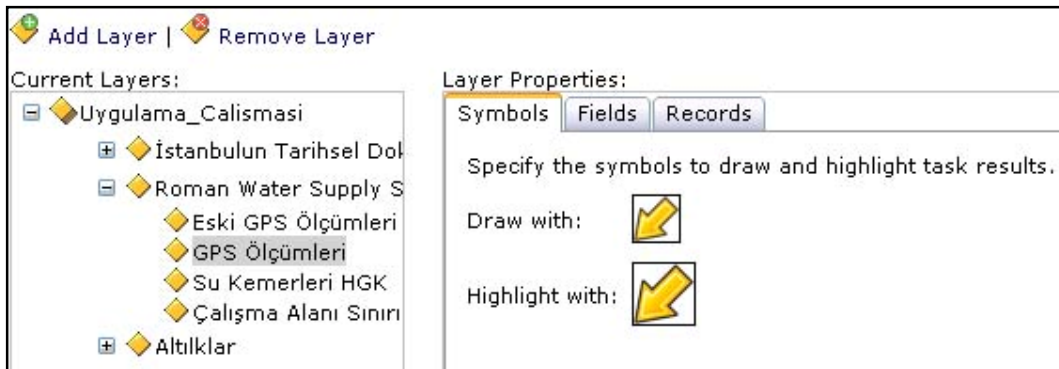 Add Layer | Remove Layer
Current Layers:
Uygulama_Calismasi
İstanbulun Tarihsel Dol
Roman Water Supply S
Eski GPS Ölçümleri
GPS Ölçümleri
Su Kemerleri HGK
Çalışma Alanı Sınırı
Altılklar
Layer Properties:
Symbols Fields Records
Specify the symbols to draw and highlight task results.
Draw with:
Highlight with: